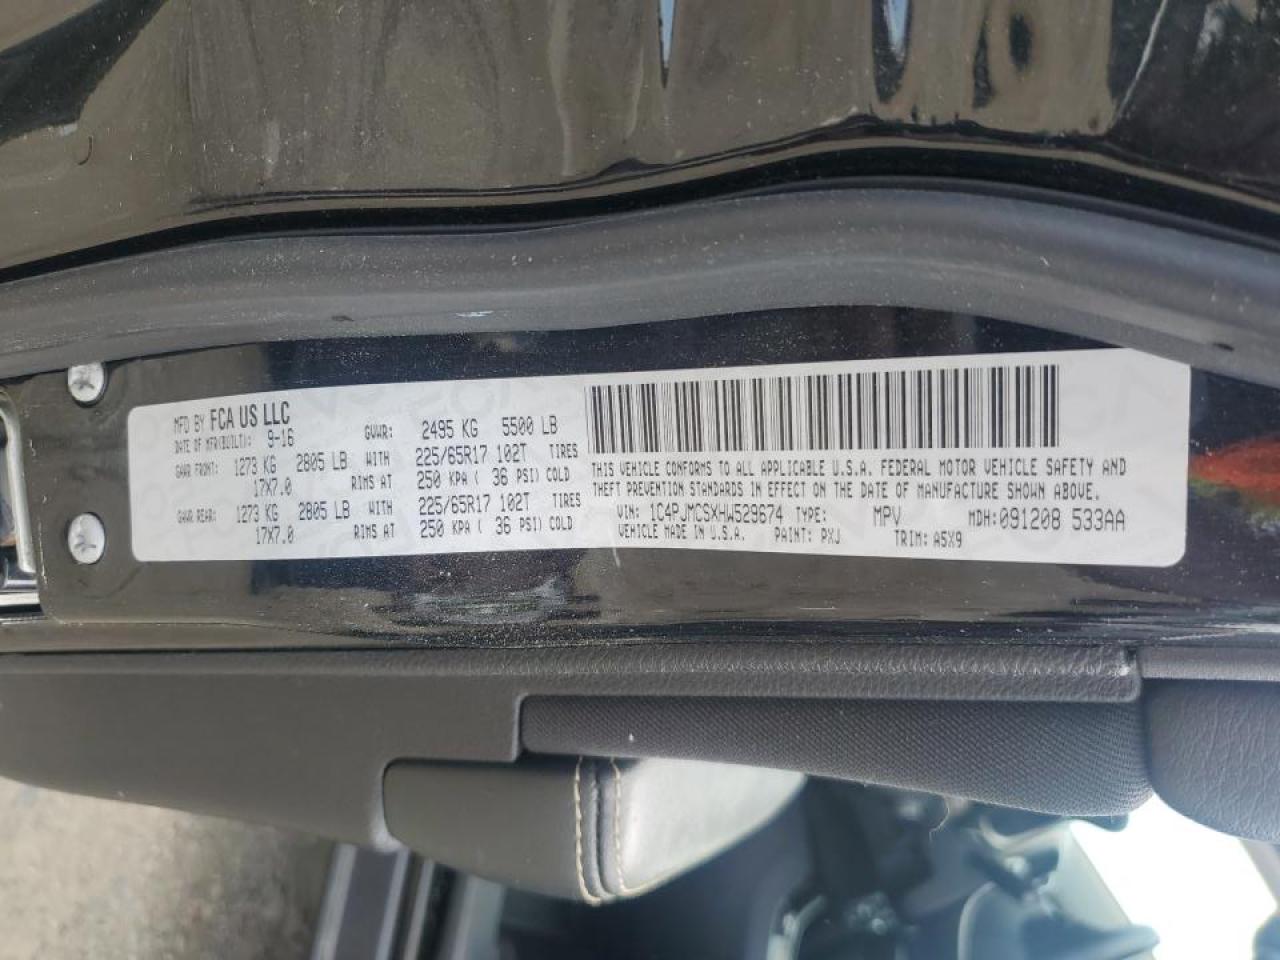 MFD BY FCA US LLC
DATE OF MFR(BUILT): 9-16 GVWR: 2495 KG 5500 LB
GAWR FRONT: 1273 KG 2805 LB WITH 225/65R17 102T TIRES
17X7.0 RIMS AT 250 KPA ( 36 PSI) COLD
GAWR REAR: 1273 KG 2805 LB WITH 225/65R17 102T TIRES
17X7.0 RIMS AT 250 KPA ( 36 PSI) COLD
THIS VEHICLE CONFORMS TO ALL APPLICABLE U.S.A. FEDERAL MOTOR VEHICLE SAFETY AND
THEFT PREVENTION STANDARDS IN EFFECT ON THE DATE OF MANUFACTURE SHOWN ABOVE.
VIN: 1C4PJMCSXHW529674 TYPE: MPV MDH:091208 533AA
VEHICLE MADE IN U.S.A. PAINT: PXJ TRIM: A5X9